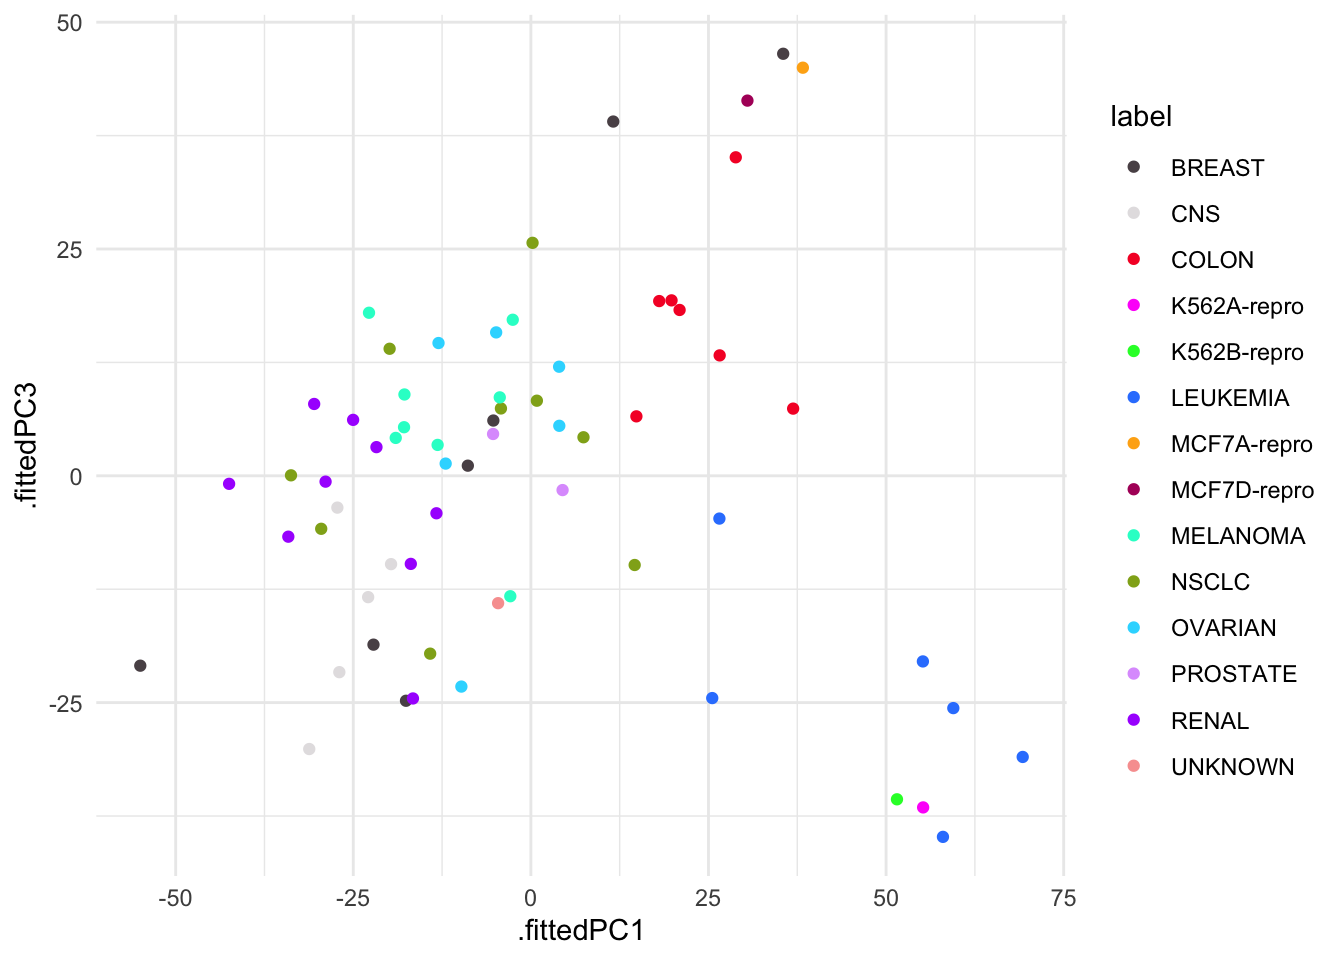 50
25
0
-25
.fittedPC3
-50
-25
0
25
50
75
.fittedPC1
label
BREAST
CNS
COLON
K562A-repro
K562B-repro
LEUKEMIA
MCF7A-repro
MCF7D-repro
MELANOMA
NSCLC
OVARIAN
PROSTATE
RENAL
UNKNOWN